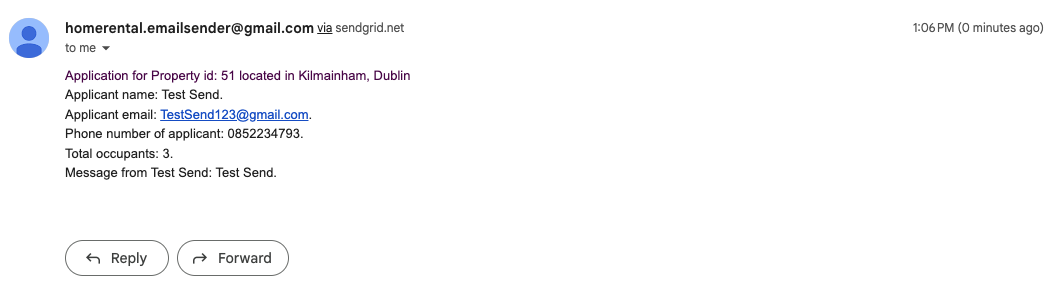 homerental.emailsender@gmail.com via sendgrid.net 1:06 PM (0 minutes ago)
to me
Application for Property id: 51 located in Kilmainham, Dublin
Applicant name: Test Send.
Applicant email: TestSend123@gmail.com.
Phone number of applicant: 0852234793.
Total occupants: 3.
Message from Test Send: Test Send.
Reply Forward